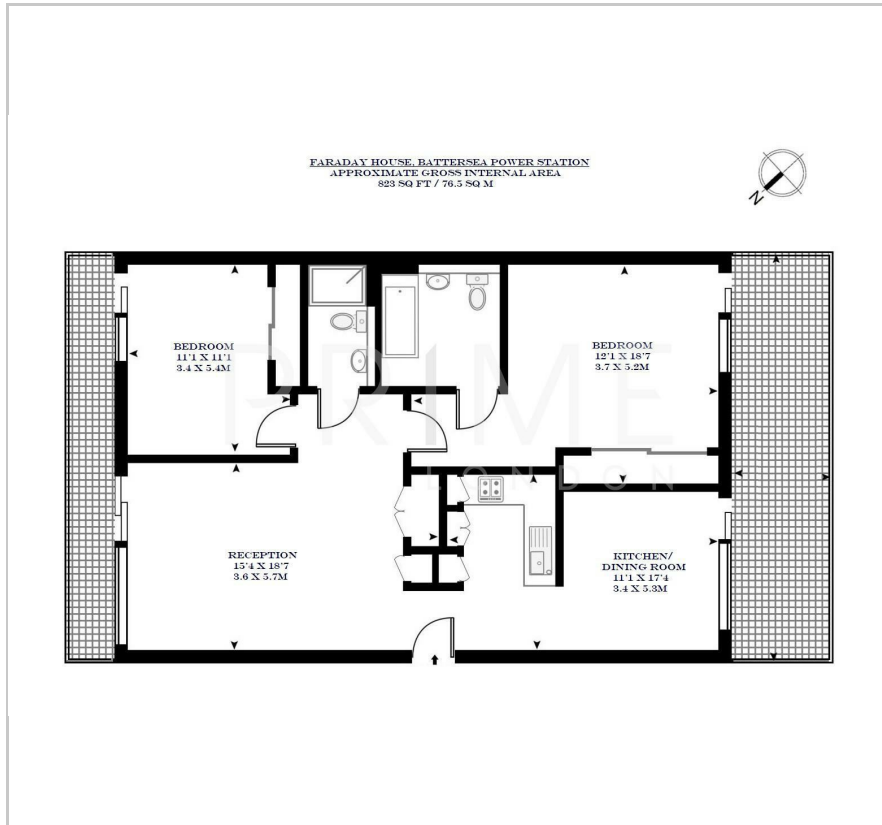 FARADAY HOUSE, BATTERSEA POWER STATION
APPROXIMATE GROSS INTERNAL AREA
823 SQ FT / 76.5 SQ M
N
BEDROOM
11'1 X 11'1
3.4 X 5.4M
BEDROOM
12'1 X 18'7
3.7 X 5.2M
PRIME
LONDON
RECEPTION
15'4 X 18'7
3.6 X 5.7M
KITCHEN/
DINING ROOM
11'1 X 17'4
3.4 X 5.3M